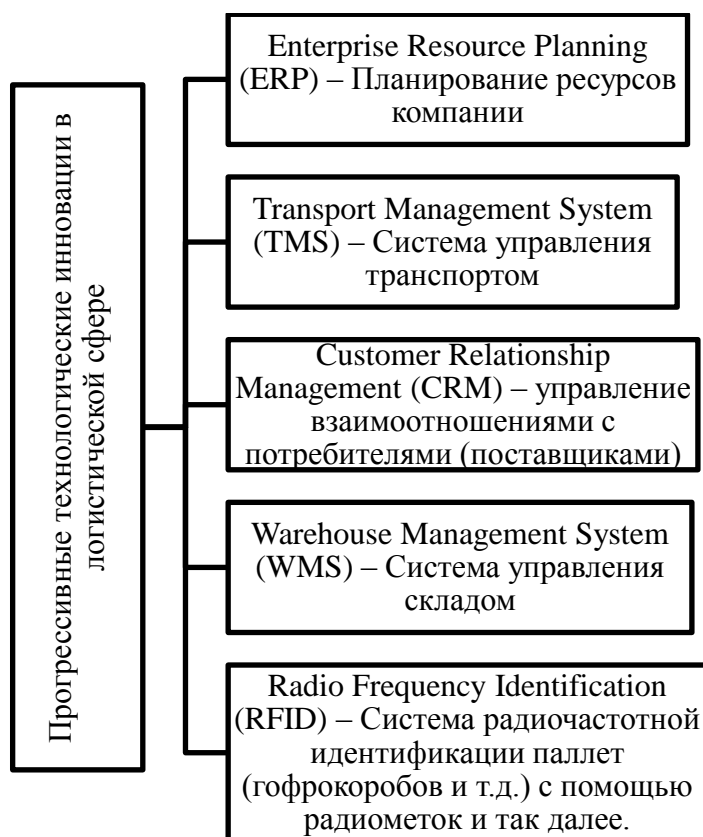 Прогрессивные технологические инновации в
логистической сфере
Enterprise Resource Planning
(ERP) – Планирование ресурсов
компании
Transport Management System
(TMS) – Система управления
транспортом
Customer Relationship
Management (CRM) – управление
взаимоотношениями с
потребителями (поставщиками)
Warehouse Management System
(WMS) – Система управления
складом
Radio Frequency Identification
(RFID) – Система радиочастотной
идентификации паллет
(гофрокоробов и т.д.) с помощью
радиометок и так далее.